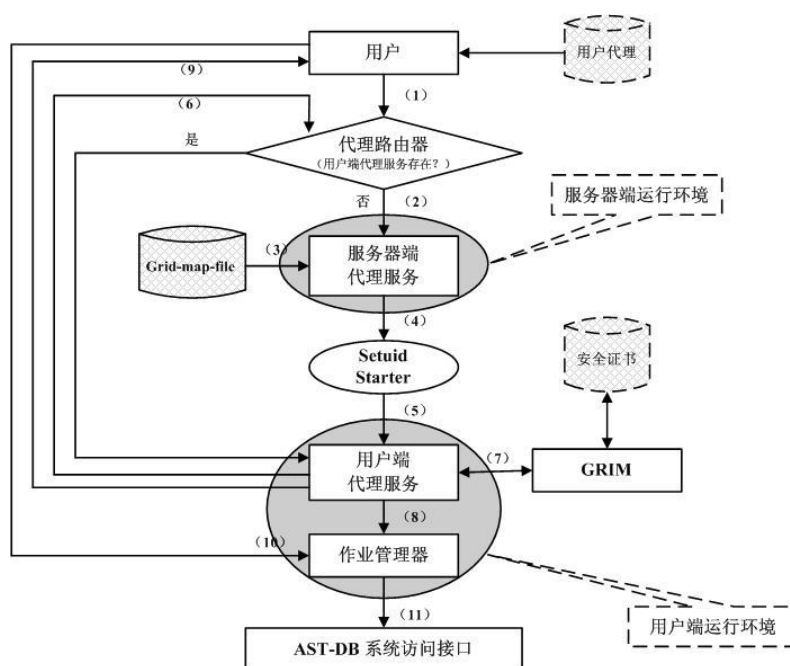 用户
用户代理
（9）
（1）
（6）
是
代理路由器
（用户端代理服务存在？）
否
（2）
服务器端运行环境
Grid-map-file
（3）
服务器端
代理服务
（4）
Setuid
Starter
安全证书
（5）
用户端
代理服务
（7）
GRIM
（8）
（10）
作业管理器
（11）
用户端运行环境
AST-DB 系统访问接口